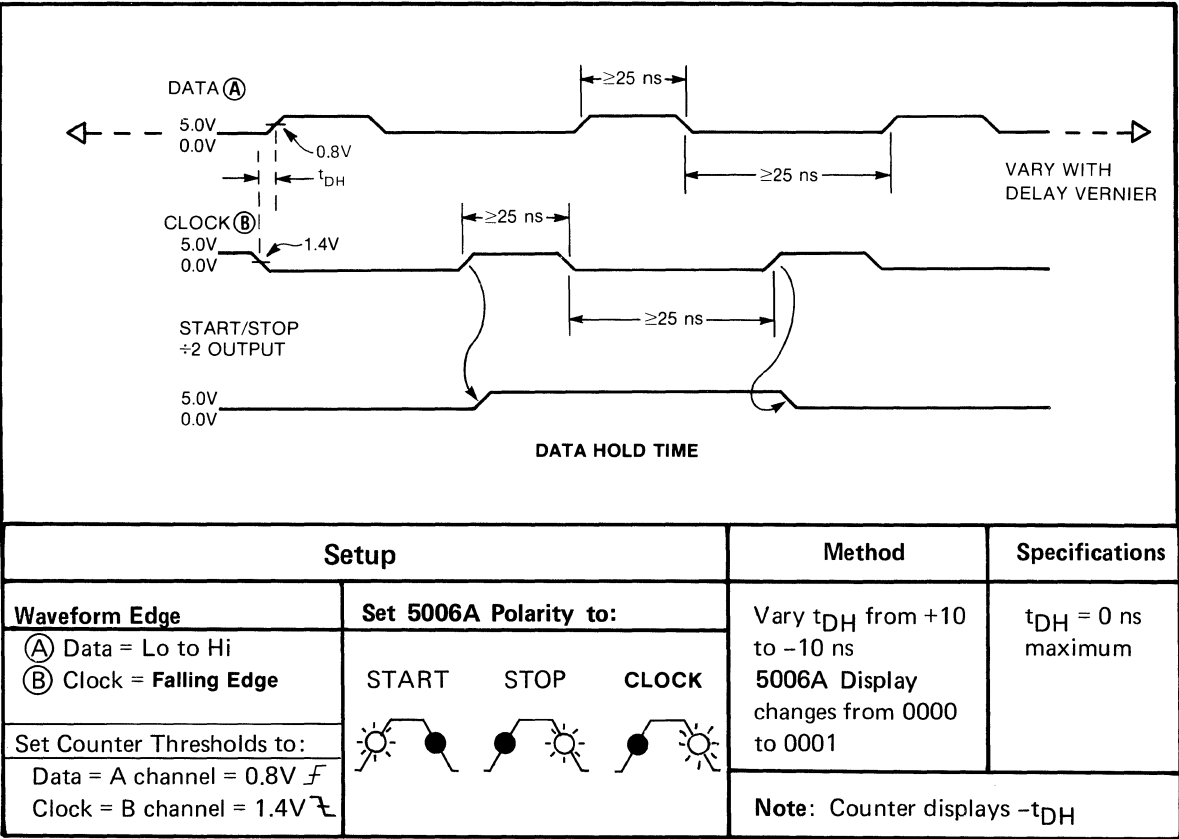 ≥25 ns
DATA Ⓐ
5.0V
0.0V
0.8V
tDH
≥25 ns
VARY WITH
DELAY VERNIER
CLOCK Ⓑ
≥25 ns
5.0V
0.0V
1.4V
≥25 ns
START/STOP
÷2 OUTPUT
5.0V
0.0V
DATA HOLD TIME
Setup
Method
Specifications
Waveform Edge
Ⓐ Data = Lo to Hi
Ⓑ Clock = Falling Edge
Set Counter Thresholds to:
Data = A channel = 0.8V
Clock = B channel = 1.4V
Set 5006A Polarity to:
START STOP CLOCK
Vary tDH from +10
to –10 ns
5006A Display
changes from 0000
to 0001
tDH = 0 ns
maximum
Note: Counter displays –tDH